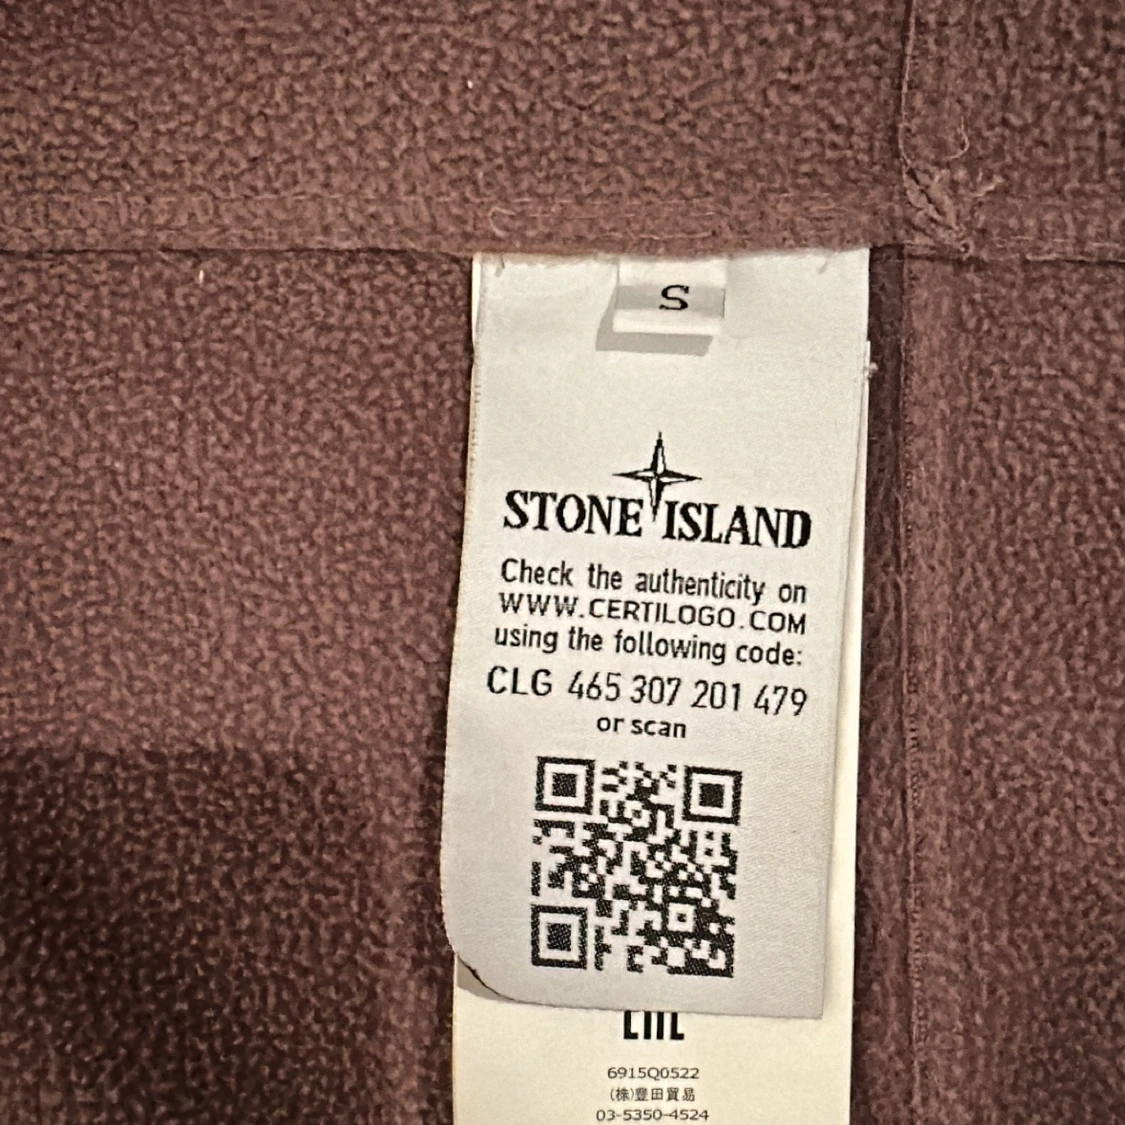 S
STONE ISLAND
Check the authenticity on
WWW.CERTILOGO.COM
using the following code:
CLG 465 307 201 479
or scan
6915Q0522
(株)豊田貿易
03-5350-4524